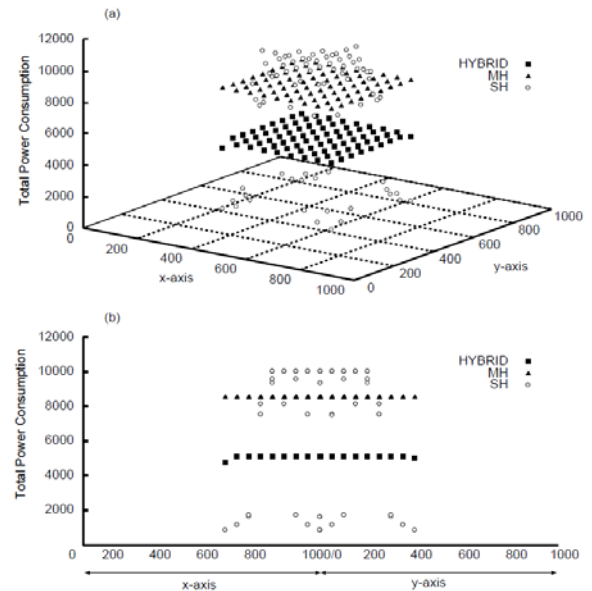 (a)
12000
10000
8000
6000
4000
2000
0
Total Power Consumption
HYBRID
MH
SH
0
200
400
600
800
1000
x-axis
0
200
400
600
800
1000
y-axis
(b)
12000
10000
8000
6000
4000
2000
Total Power Consumption
HYBRID
MH
SH
0 200 400 600 800 1000/0 200 400 600 800 1000
x-axis y-axis